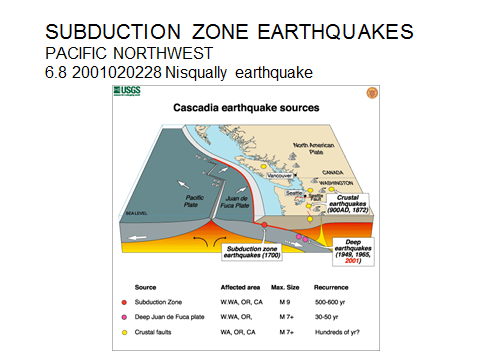 SUBDUCTION ZONE EARTHQUAKES
PACIFIC NORTHWEST
6.8 2001020228 Nisqually earthquake
USGS
Cascadia earthquake sources
North American
Plate
CANADA
Vancouver
WASHINGTON
Seattle
Seattle
Fault
Pacific
Plate
Juan de
Fuca Plate
Crustal
earthquakes
(900AD, 1872)
SEA LEVEL
Subduction zone
earthquakes (1700)
Deep
earthquakes
(1949, 1965,
2001)
Source Affected area Max. Size Recurrence
Subduction Zone W.WA, OR, CA M 9 500-600 yr
Deep Juan de Fuca plate W.WA, OR, M 7+ 30-50 yr
Crustal faults WA, OR, CA M 7+ Hundreds of yr?